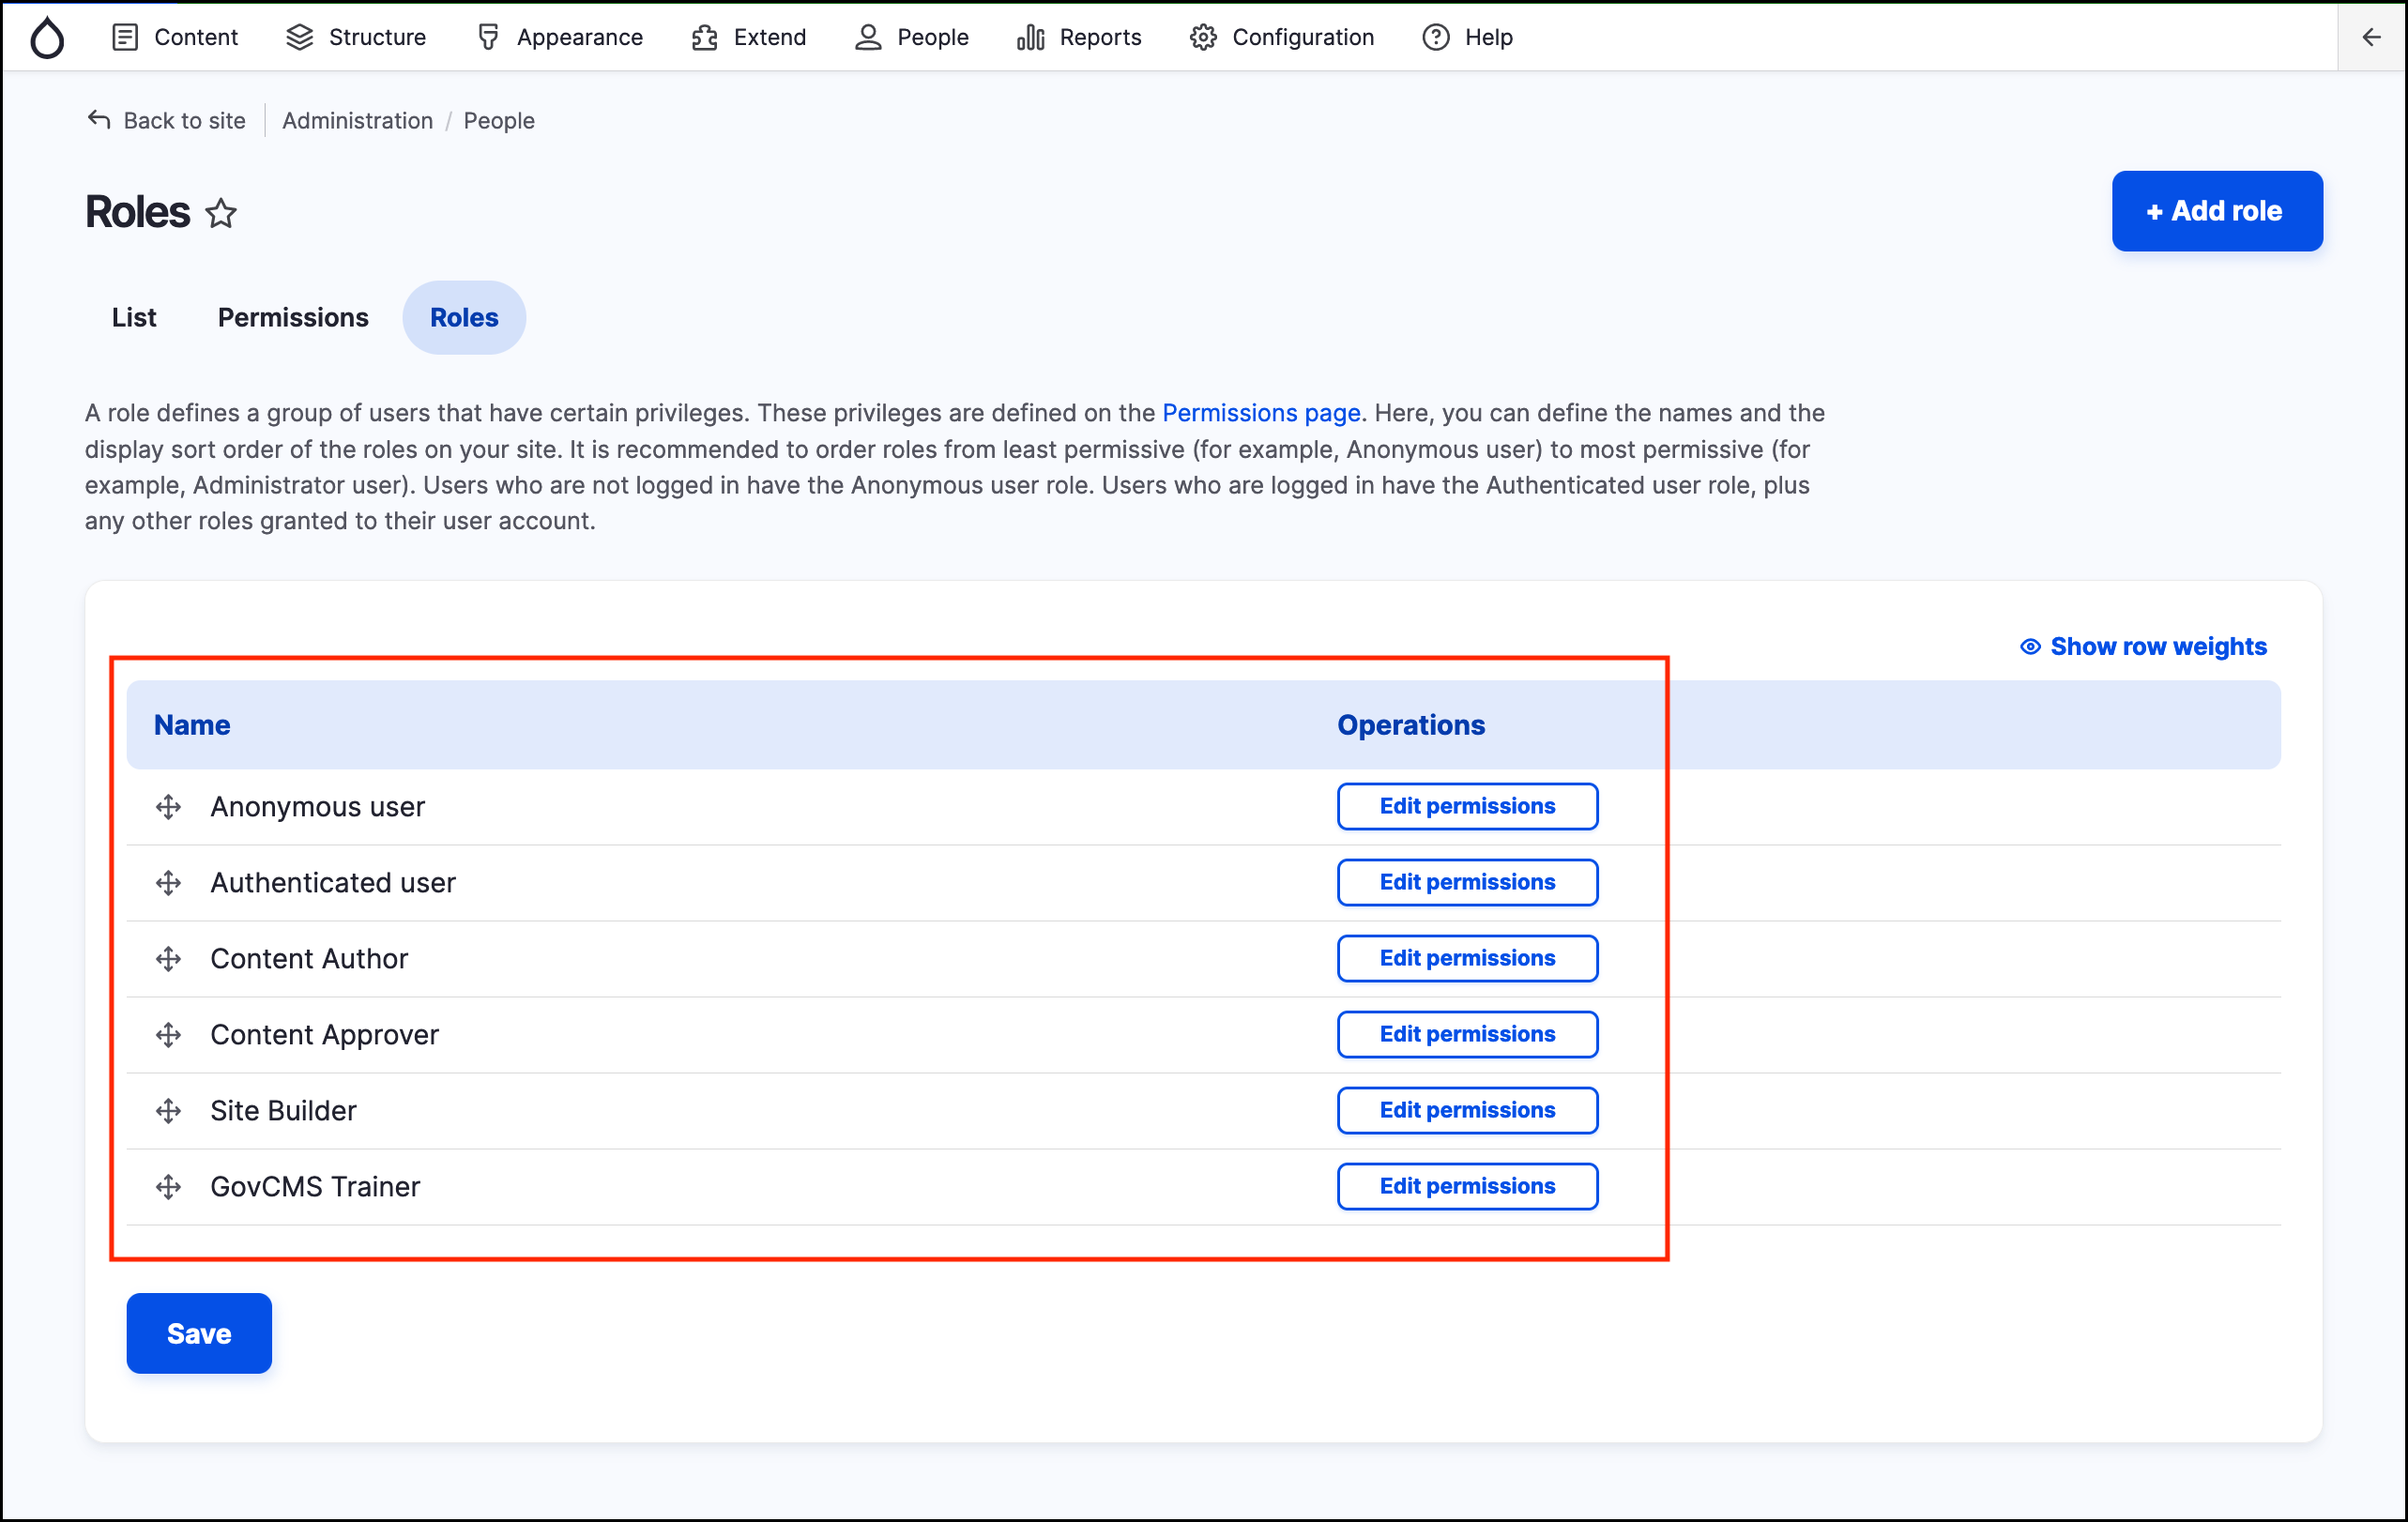 Content Structure Appearance Extend People Reports Configuration Help
Back to site Administration / People
Roles
+ Add role
List Permissions Roles
A role defines a group of users that have certain privileges. These privileges are defined on the Permissions page. Here, you can define the names and the
display sort order of the roles on your site. It is recommended to order roles from least permissive (for example, Anonymous user) to most permissive (for
example, Administrator user). Users who are not logged in have the Anonymous user role. Users who are logged in have the Authenticated user role, plus
any other roles granted to their user account.
Show row weights
Name Operations
Anonymous user Edit permissions
Authenticated user Edit permissions
Content Author Edit permissions
Content Approver Edit permissions
Site Builder Edit permissions
GovCMS Trainer Edit permissions
Save